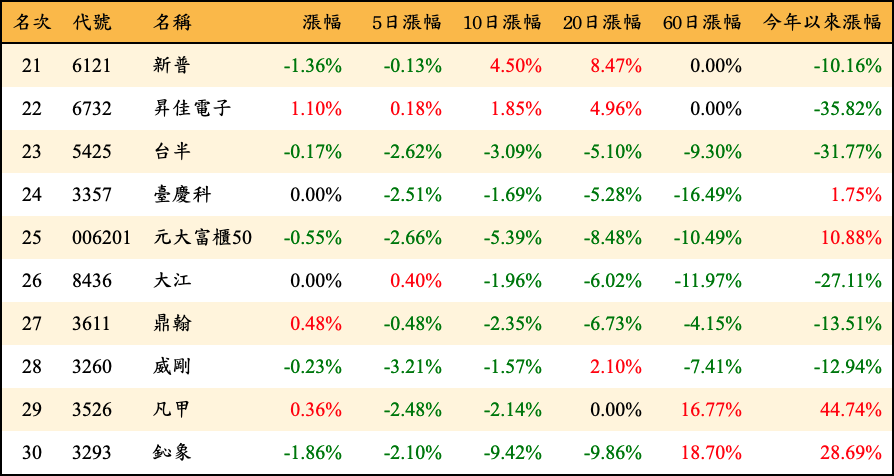 名次 代號 名稱 漲幅 5日漲幅 10日漲幅 20日漲幅 60日漲幅 今年以來漲幅
21 6121 新普 -1.36% -0.13% 4.50% 8.47% 0.00% -10.16%
22 6732 昇佳電子 1.10% 0.18% 1.85% 4.96% 0.00% -35.82%
23 5425 台半 -0.17% -2.62% -3.09% -5.10% -9.30% -31.77%
24 3357 臺慶科 0.00% -2.51% -1.69% -5.28% -16.49% 1.75%
25 006201 元大富櫃50 -0.55% -2.66% -5.39% -8.48% -10.49% 10.88%
26 8436 大江 0.00% 0.40% -1.96% -6.02% -11.97% -27.11%
27 3611 鼎翰 0.48% -0.48% -2.35% -6.73% -4.15% -13.51%
28 3260 威剛 -0.23% -3.21% -1.57% 2.10% -7.41% -12.94%
29 3526 凡甲 0.36% -2.48% -2.14% 0.00% 16.77% 44.74%
30 3293 鈊象 -1.86% -2.10% -9.42% -9.86% 18.70% 28.69%